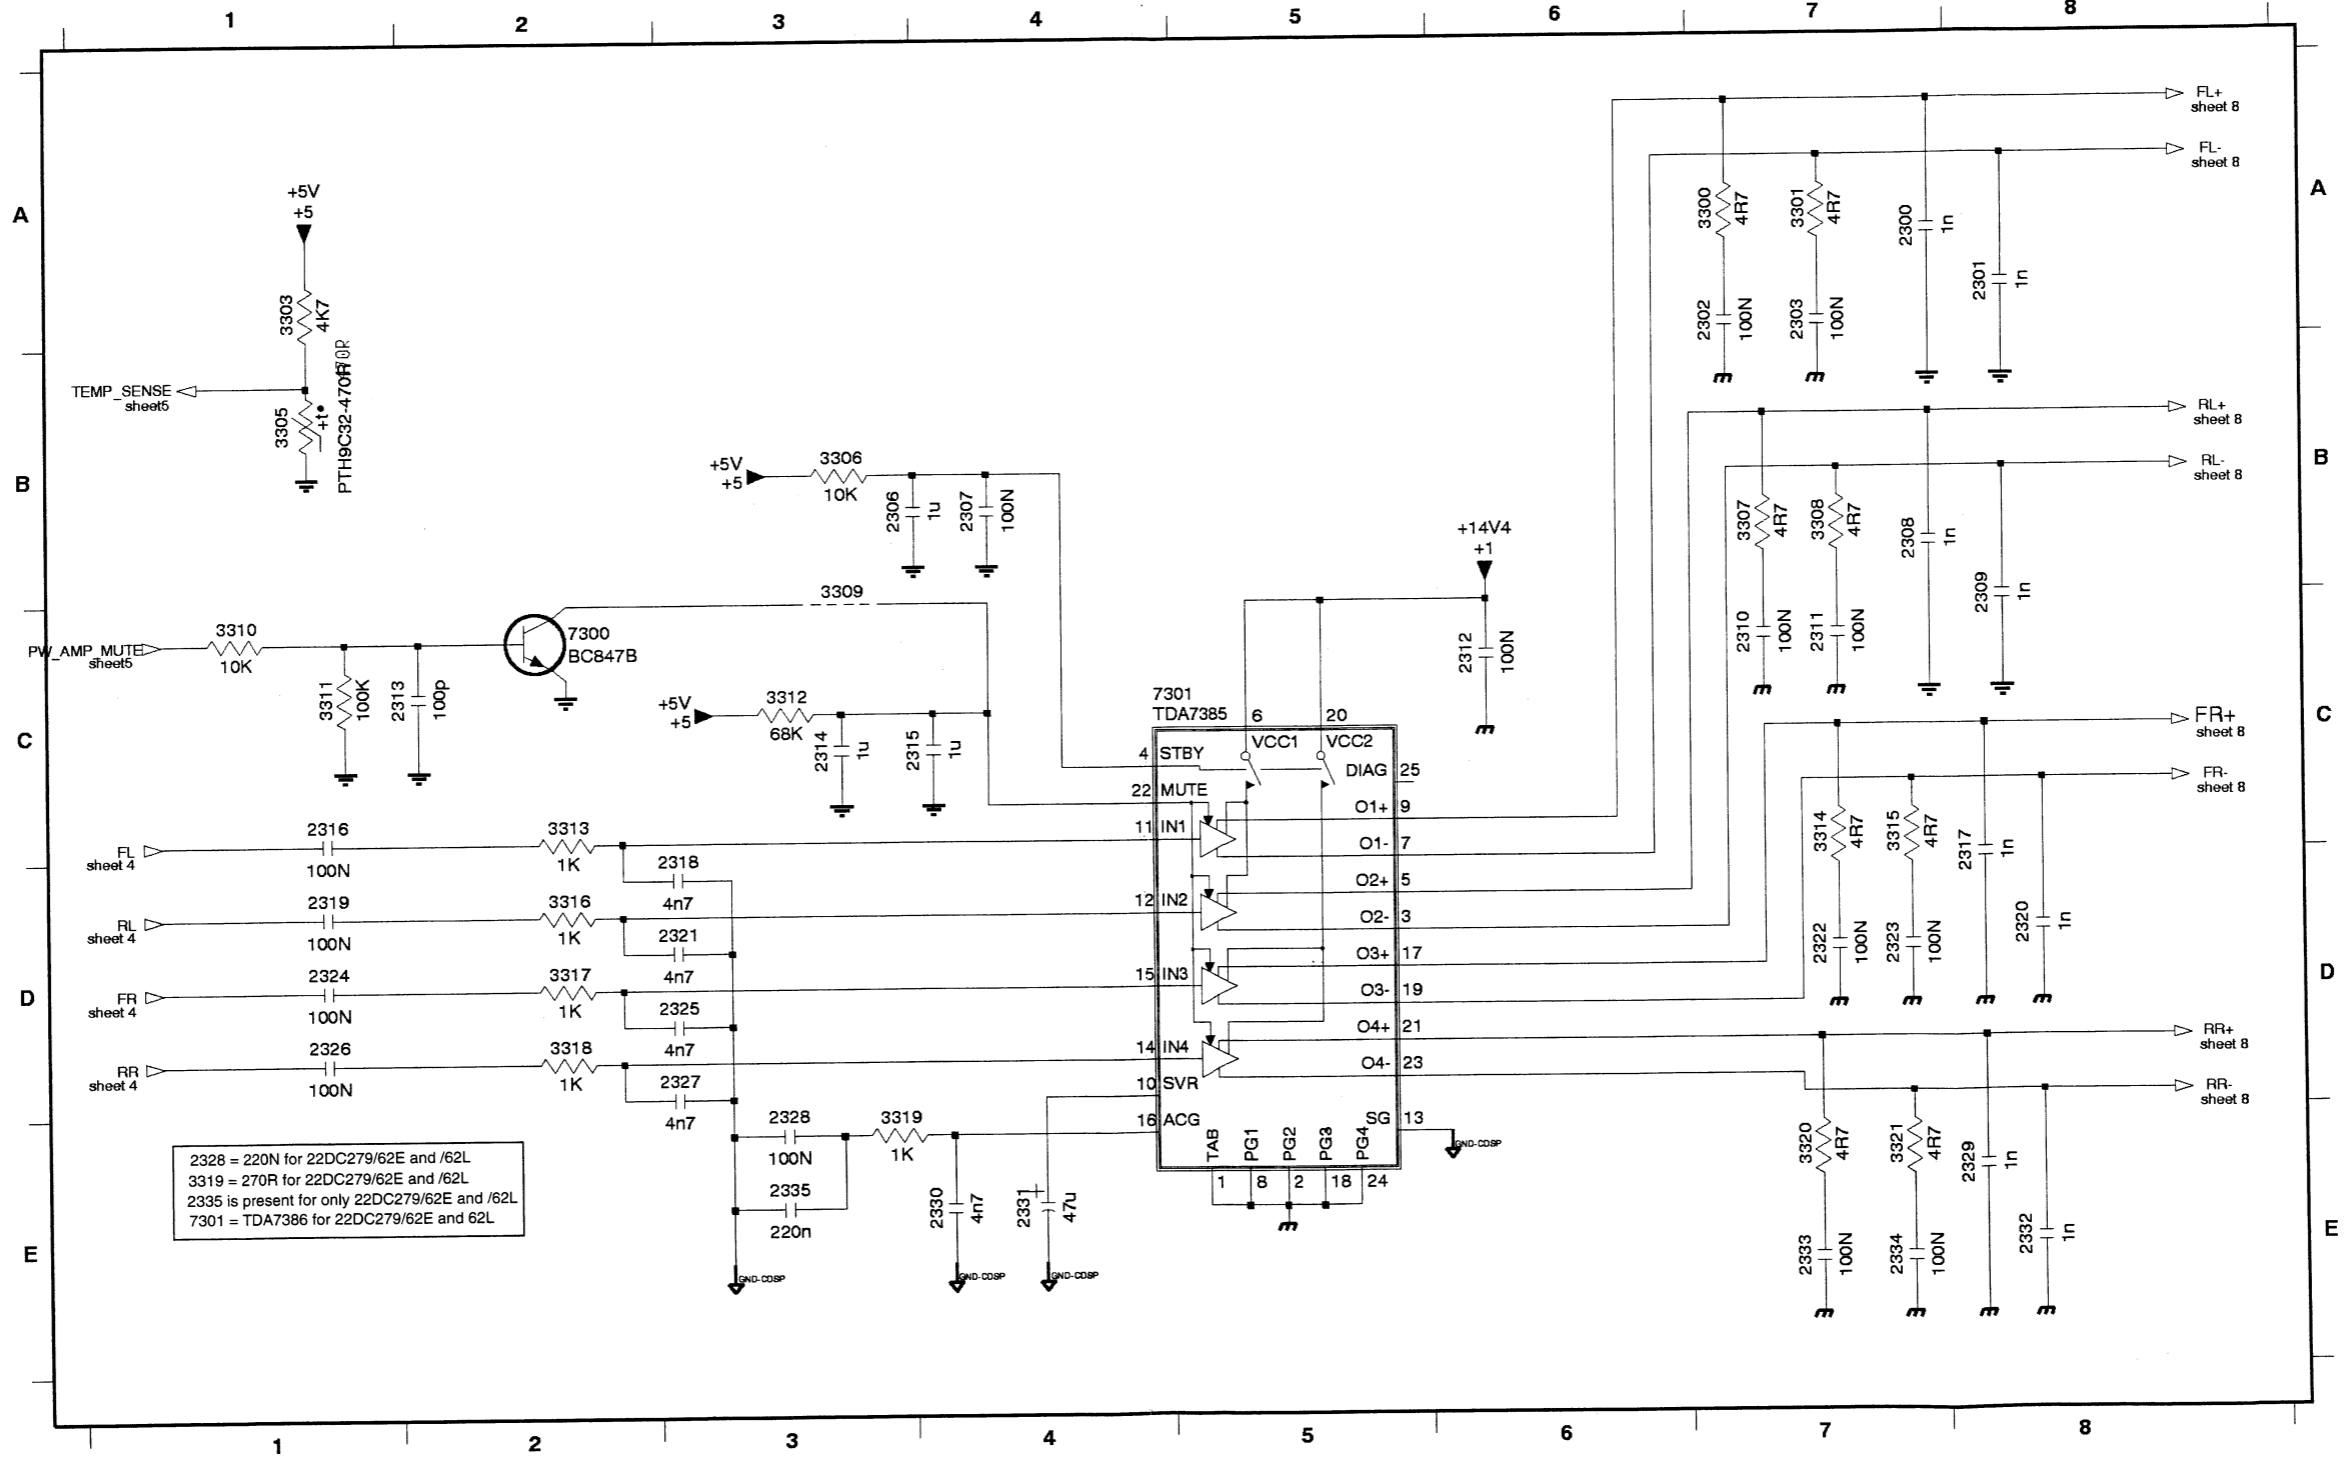 1 2 3 4 5 6 7 8
FL+
sheet 8
FL-
sheet 8
A A
+5V
+5
3303
4K7
3300
4R7
3301
4R7
2300
1n
2301
1n
2302
100N
2303
100N
TEMP_SENSE
sheet5
3305
+t
PTH9C32-470R
RL+
sheet 8
RL-
sheet 8
B B
+5V
+5
3306
10K
2306
1u
2307
100N
3307
4R7
3308
4R7
2308
1n
2309
1n
2310
100N
2311
100N
+14V4
+1
2312
100N
3309
PW_AMP_MUTE
sheet5
3310
10K
7300
BC847B
3311
100K
2313
100p
+5V
+5
3312
68K
2314
1u
2315
1u
C C
7301
TDA7385
6 20
VCC1 VCC2
4 STBY
DIAG 25
22 MUTE
O1+ 9
11 IN1
O1- 7
O2+ 5
12 IN2
O2- 3
O3+ 17
15 IN3
O3- 19
O4+ 21
14 IN4
O4- 23
10 SVR
16 ACG
SG 13
TAB PG1 PG2 PG3 PG4
1 8 2 18 24
GND-CDSP
FR+
sheet 8
FR-
sheet 8
3314
4R7
3315
4R7
2317
1n
2320
1n
2322
100N
2323
100N
FL
sheet 4
2316
100N
3313
1K
2318
4n7
RL
sheet 4
2319
100N
3316
1K
2321
4n7
D D
FR
sheet 4
2324
100N
3317
1K
2325
4n7
RR
sheet 4
2326
100N
3318
1K
2327
4n7
RR+
sheet 8
RR-
sheet 8
2328
100N
3319
1K
2335
220n
2330
4n7
2331
+
47u
GND-CDSP
GND-CDSP
GND-CDSP
3320
4R7
3321
4R7
2329
1n
2332
1n
2333
100N
2334
100N
2328 = 220N for 22DC279/62E and /62L
3319 = 270R for 22DC279/62E and /62L
2335 is present for only 22DC279/62E and /62L
7301 = TDA7386 for 22DC279/62E and 62L
E E
1 2 3 4 5 6 7 8